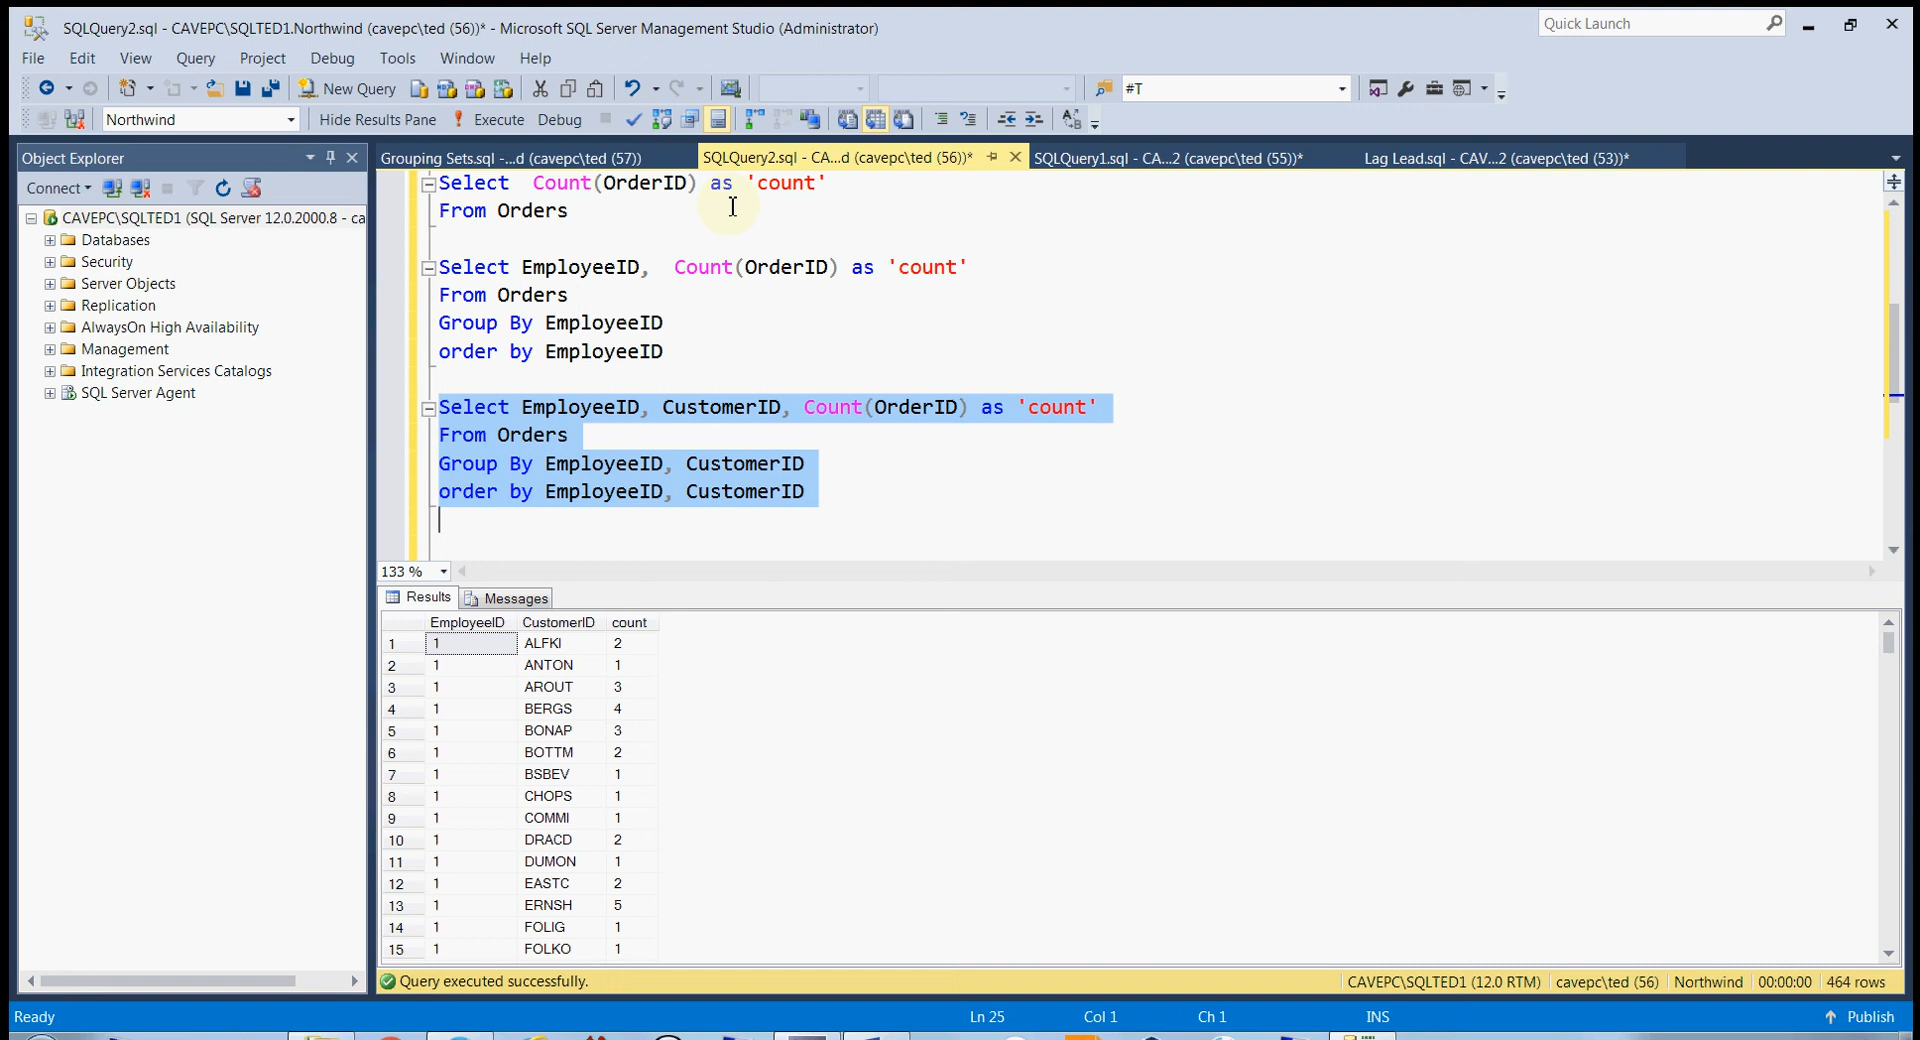 SQLQuery2.sql - CAVEPC\SQLTED1.Northwind (cavepc\ted (56))* - Microsoft SQL Server Management Studio (Administrator)
Quick Launch
File Edit View Query Project Debug Tools Window Help
New Query
#T
Northwind
Hide Results Pane
Execute
Debug
Object Explorer
Grouping Sets.sql -...d (cavepc\ted (57))
SQLQuery2.sql - CA...d (cavepc\ted (56))*
SQLQuery1.sql - CA...2 (cavepc\ted (55))*
Lag Lead.sql - CAV...2 (cavepc\ted (53))*
Connect
CAVEPC\SQLTED1 (SQL Server 12.0.2000.8 - ca
Databases
Security
Server Objects
Replication
AlwaysOn High Availability
Management
Integration Services Catalogs
SQL Server Agent
Select Count(OrderID) as 'count'
From Orders
Select EmployeeID, Count(OrderID) as 'count'
From Orders
Group By EmployeeID
order by EmployeeID
Select EmployeeID, CustomerID, Count(OrderID) as 'count'
From Orders
Group By EmployeeID, CustomerID
order by EmployeeID, CustomerID
133 %
Results Messages
EmployeeID CustomerID count
1 1 ALFKI 2
2 1 ANTON 1
3 1 AROUT 3
4 1 BERGS 4
5 1 BONAP 3
6 1 BOTTM 2
7 1 BSBEV 1
8 1 CHOPS 1
9 1 COMMI 1
10 1 DRACD 2
11 1 DUMON 1
12 1 EASTC 2
13 1 ERNSH 5
14 1 FOLIG 1
15 1 FOLKO 1
Query executed successfully.
CAVEPC\SQLTED1 (12.0 RTM) cavepc\ted (56) Northwind 00:00:00 464 rows
Ready
Ln 25 Col 1 Ch 1 INS
Publish